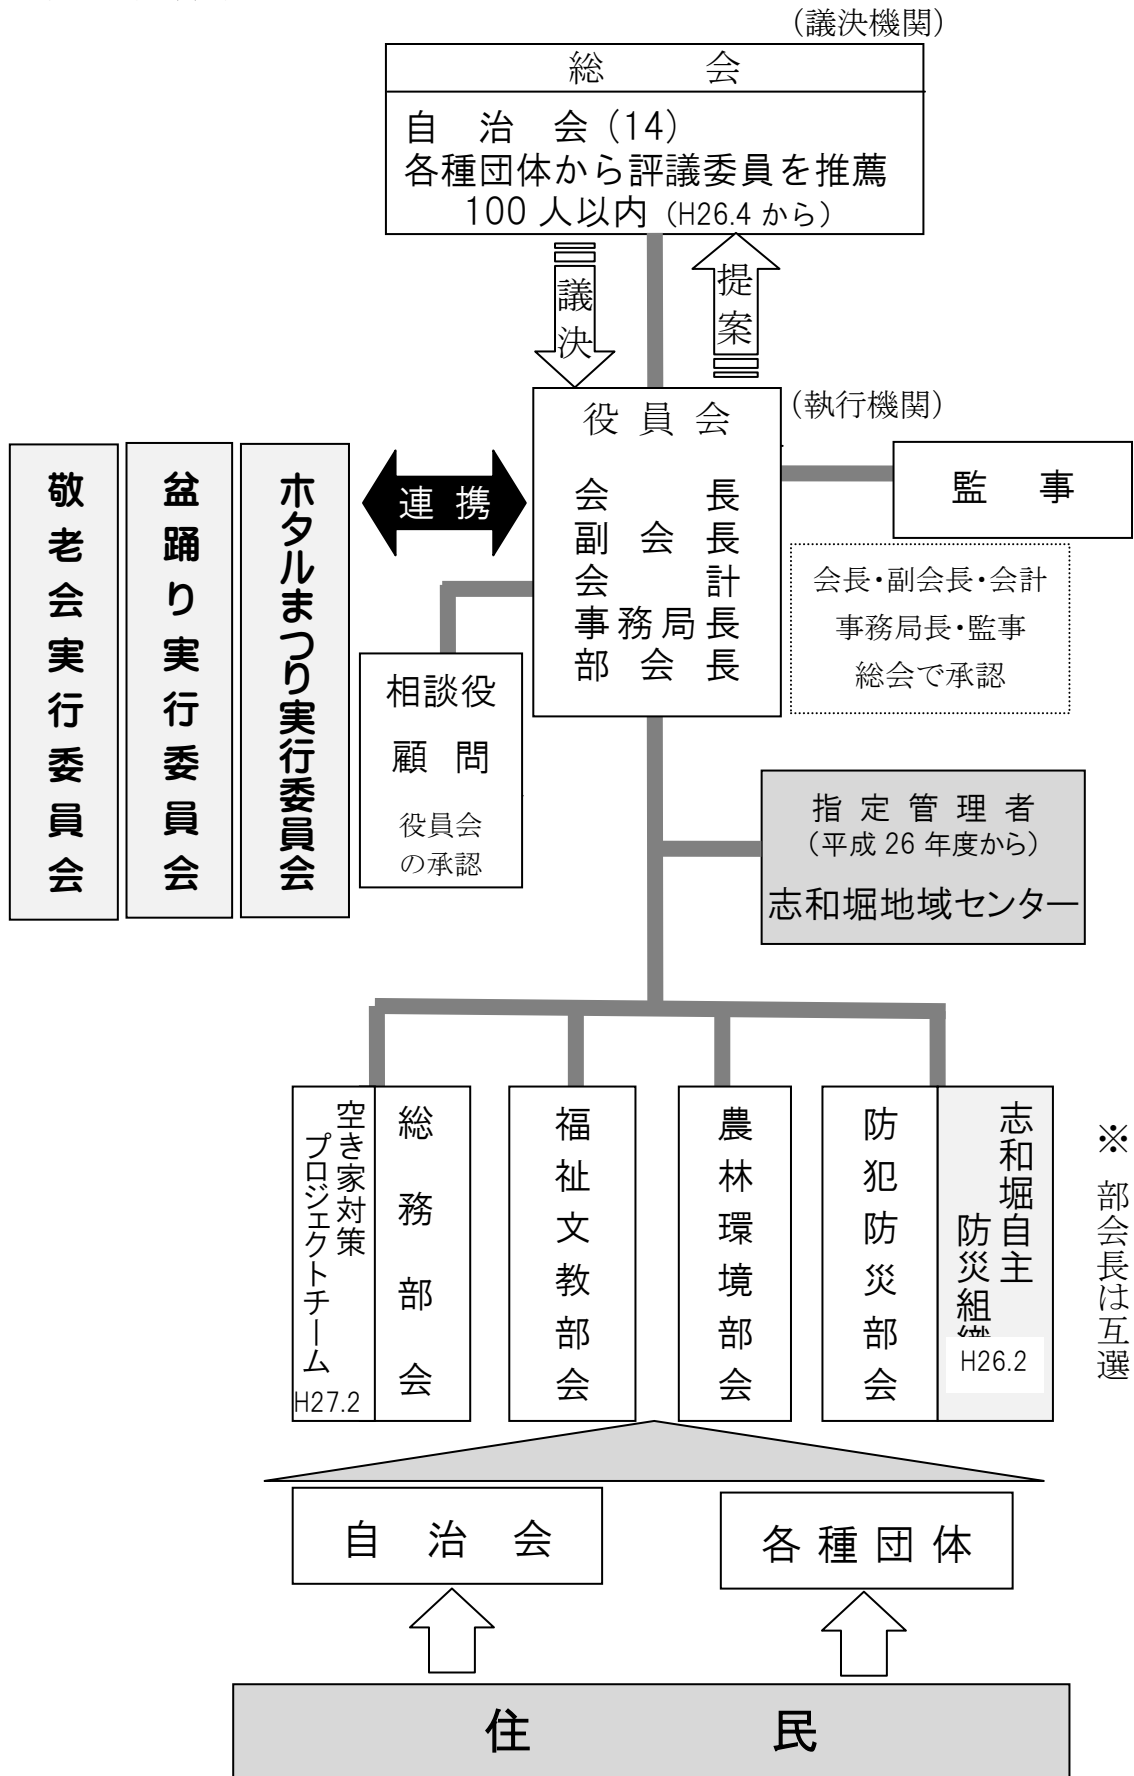 (議決機関)
総　会
自　治　会(14)
各種団体から評議委員を推薦
100人以内(H26.4から)
議決
提案
役員会
(執行機関)
会　長
副会長
会　計
事務局長
部会長
監　事
会長・副会長・会計
事務局長・監事
総会で承認
連携
敬老会実行委員会
盆踊り実行委員会
ホタルまつり実行委員会
相談役
顧問
役員会
の承認
指定管理者
(平成26年度から)
志和堀地域センター
空き家対策
プロジェクトチーム
H27.2
総務部会
福祉文教部会
農林環境部会
防犯防災部会
志和堀自主
防災組織
H26.2
※部会長は互選
自治会
各種団体
住　民